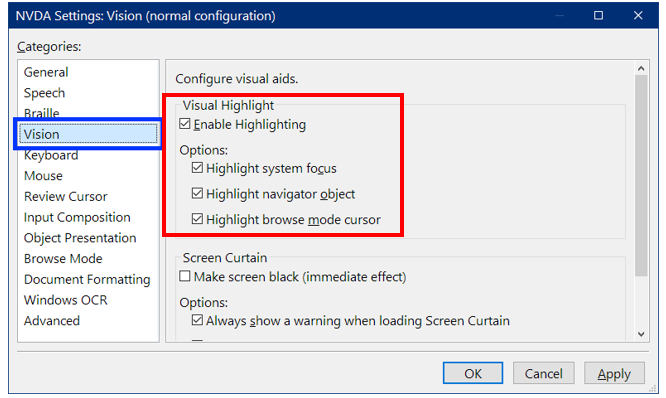 NVDA Settings: Vision (normal configuration)
Categories:
General
Speech
Braille
Vision
Keyboard
Mouse
Review Cursor
Input Composition
Object Presentation
Browse Mode
Document Formatting
Windows OCR
Advanced
Configure visual aids.
Visual Highlight
Enable Highlighting
Options:
Highlight system focus
Highlight navigator object
Highlight browse mode cursor
Screen Curtain
Make screen black (immediate effect)
Options:
Always show a warning when loading Screen Curtain
OK
Cancel
Apply